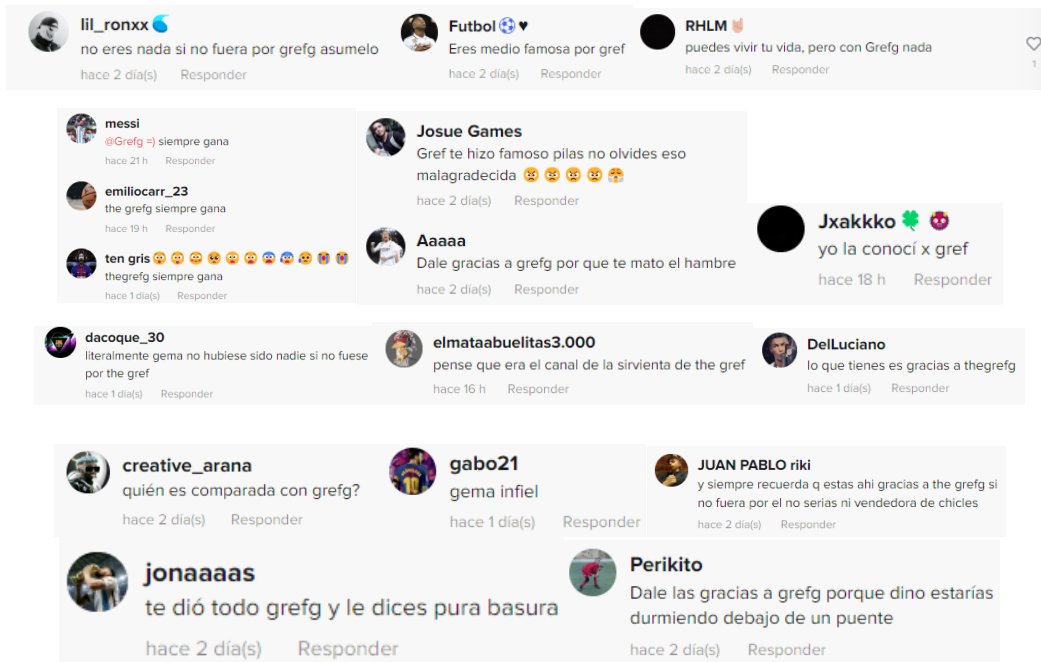 lil_ronxx🌊
no eres nada si no fuera por grefg asumelo
hace 2 día(s) Responder
Futbol⚽♥
Eres medio famosa por gref
hace 2 día(s) Responder
RHLM🤘🏼
puedes vivir tu vida, pero con Grefg nada
hace 2 día(s) Responder
1
messi
@Grefg =) siempre gana
hace 21 h Responder
emiliocarr_23
the grefg siempre gana
hace 19 h Responder
ten gris😳😳😳🥺😳😳😨😰😥😭😭
thegrefg siempre gana
hace 1 día(s) Responder
Josue Games
Gref te hizo famoso pilas no olvides eso
malagradecida 😡😡😡😡😤
hace 2 día(s) Responder
Aaaaa
Dale gracias a grefg por que te mato el hambre
hace 2 día(s) Responder
Jxakkko🍀👹
yo la conocí x gref
hace 18 h Responder
dacoque_30
literalmente gema no hubiese sido nadie si no fuese
por the gref
hace 1 día(s) Responder
elmataabuelitas3.000
pense que era el canal de la sirvienta de the gref
hace 16 h Responder
DelLuciano
lo que tienes es gracias a thegrefg
hace 1 día(s) Responder
creative_arana
quién es comparada con grefg?
hace 2 día(s) Responder
gabo21
gema infiel
hace 1 día(s) Responder
JUAN PABLO riki
y siempre recuerda q estas ahi gracias a the grefg si
no fuera por el no serias ni vendedora de chicles
hace 2 día(s) Responder
jonaaaas
te dió todo grefg y le dices pura basura
hace 2 día(s) Responder
Perikito
Dale las gracias a grefg porque dino estarías
durmiendo debajo de un puente
hace 2 día(s) Responder